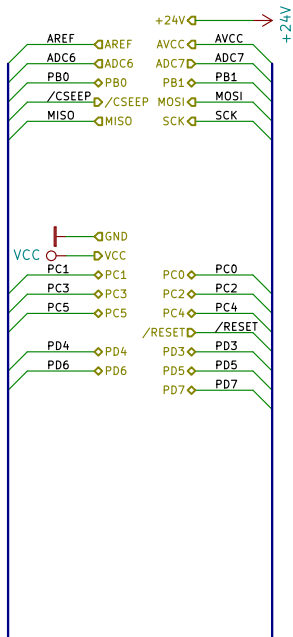 +24V +24V
AREF AREF AVCC AVCC
ADC6 ADC6 ADC7 ADC7
PB0 PB0 PB1 PB1
/CSEEP /CSEEP MOSI MOSI
MISO MISO SCK SCK
GND
VCC VCC
PC1 PC1 PC0 PC0
PC3 PC3 PC2 PC2
PC5 PC5 PC4 PC4
/RESET /RESET
PD4 PD4 PD3 PD3
PD6 PD6 PD5 PD5
PD7 PD7